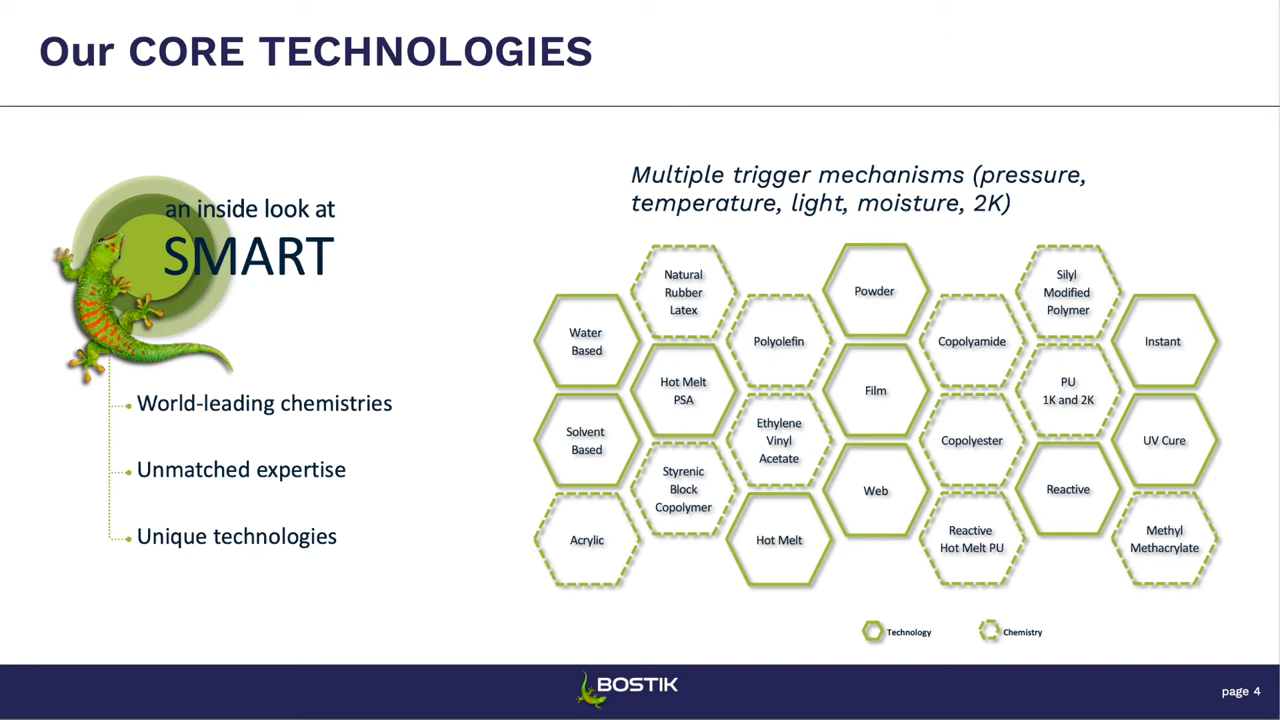 Our CORE TECHNOLOGIES
an inside look at
SMART
World-leading chemistries
Unmatched expertise
Unique technologies
Multiple trigger mechanisms (pressure,
temperature, light, moisture, 2K)
Water
Based
Solvent
Based
Acrylic
Natural
Rubber
Latex
Hot Melt
PSA
Styrenic
Block
Copolymer
Polyolefin
Ethylene
Vinyl
Acetate
Hot Melt
Powder
Film
Web
Copolyamide
Copolyester
Reactive
Hot Melt PU
Silyl
Modified
Polymer
PU
1K and 2K
Reactive
Instant
UV Cure
Methyl
Methacrylate
Technology
Chemistry
BOSTIK
page 4